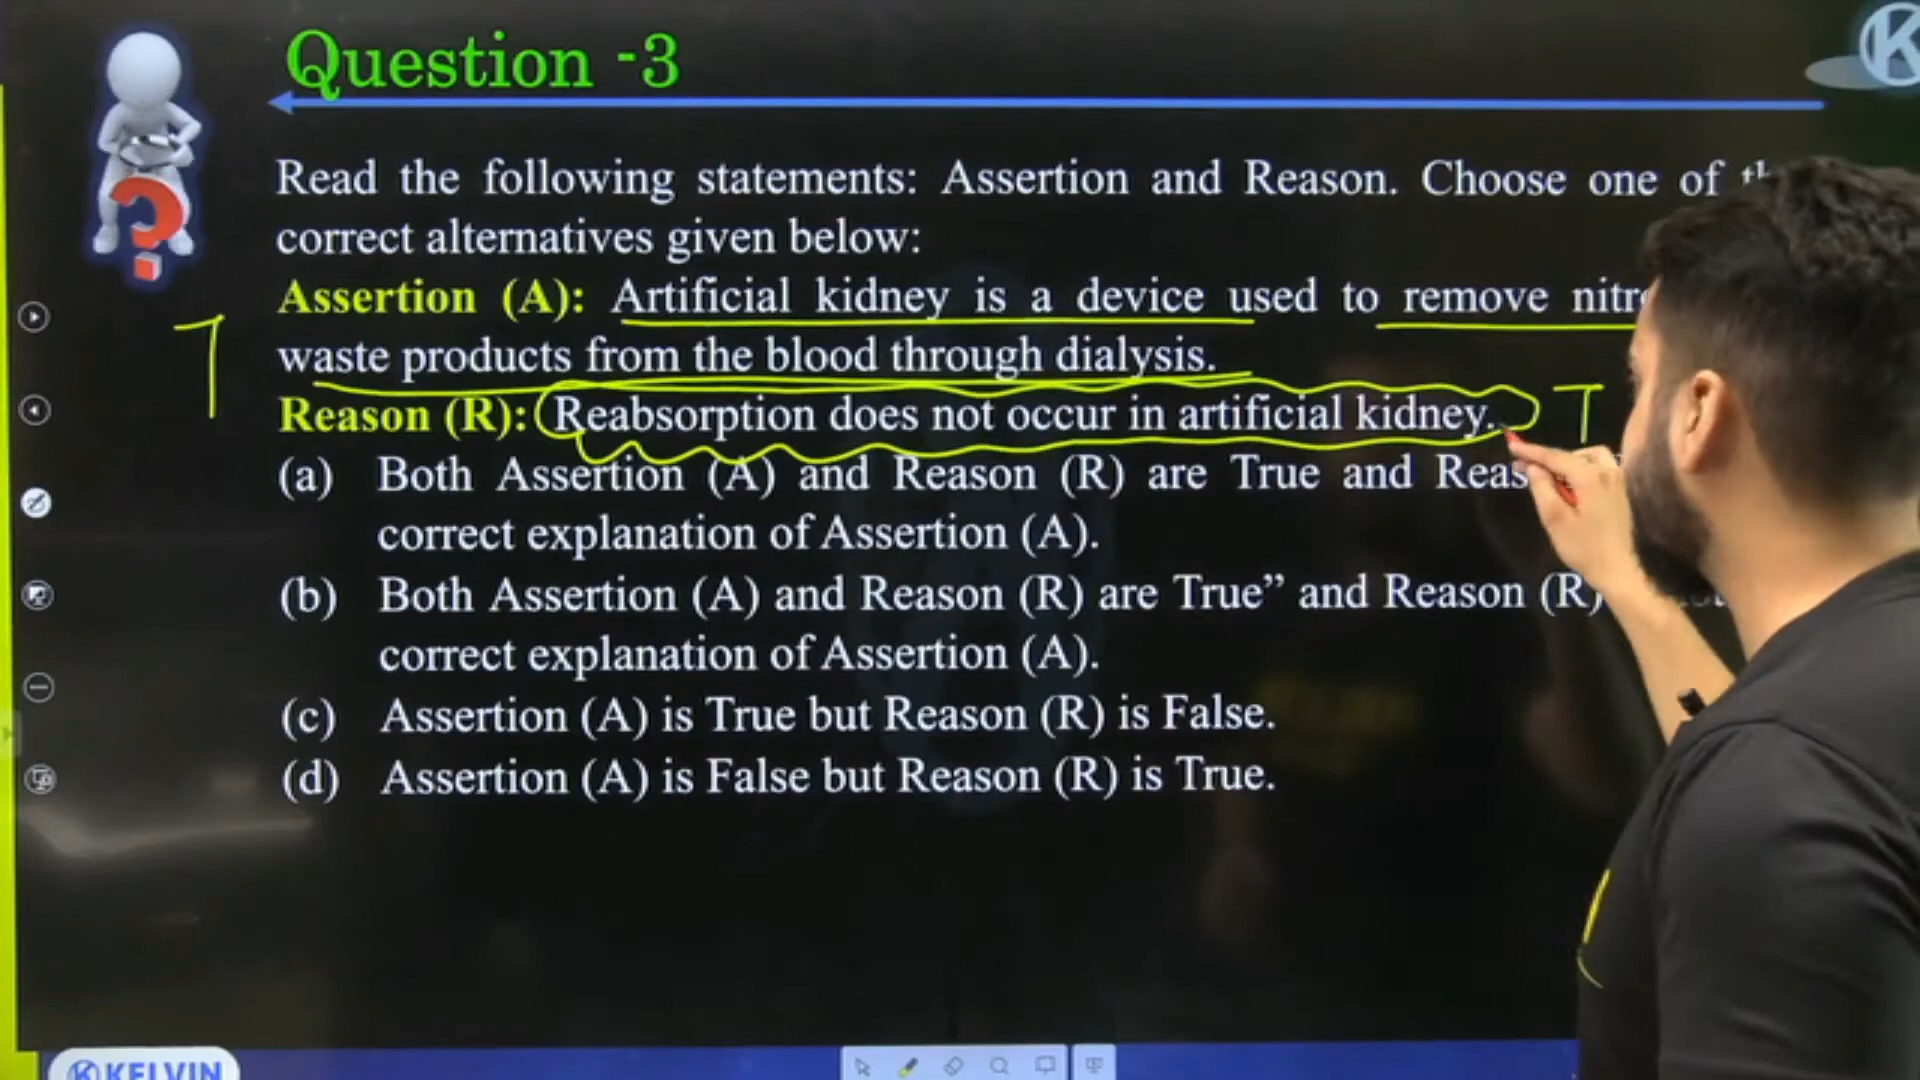 Question -3
K
Read the following statements: Assertion and Reason. Choose one of
correct alternatives given below:
Assertion (A): Artificial kidney is a device used to remove
T
waste products from the blood through dialysis.
Reason (R): Reabsorption does not occur in artificial kidney. T
(a) Both Assertion (A) and Reason (R) are True and
correct explanation of Assertion (A).
(b) Both Assertion (A) and Reason (R) are True” and Reason (R)
correct explanation of Assertion (A).
(c) Assertion (A) is True but Reason (R) is False.
(d) Assertion (A) is False but Reason (R) is True.
K KELVIN